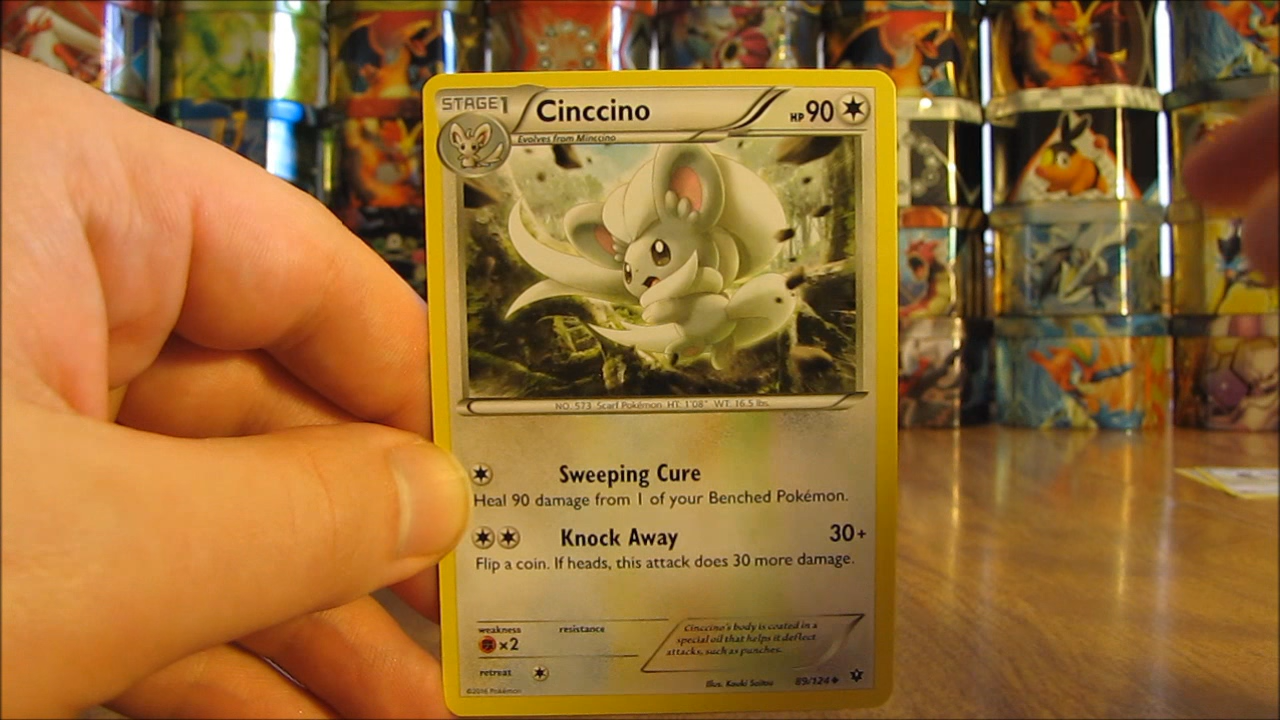 STAGE1 Cinccino HP90
Evolves from Minccino
NO. 573 Scarf Pokémon HT: 1'08" WT: 16.5 lbs.
Sweeping Cure
Heal 90 damage from 1 of your Benched Pokémon.
Knock Away 30+
Flip a coin. If heads, this attack does 30 more damage.
weakness resistance
×2
retreat
Cinccino's body is coated in a
special oil that helps it deflect
attacks, such as punches.
Illus. Kouki Saitou 89/124
©2016 Pokémon